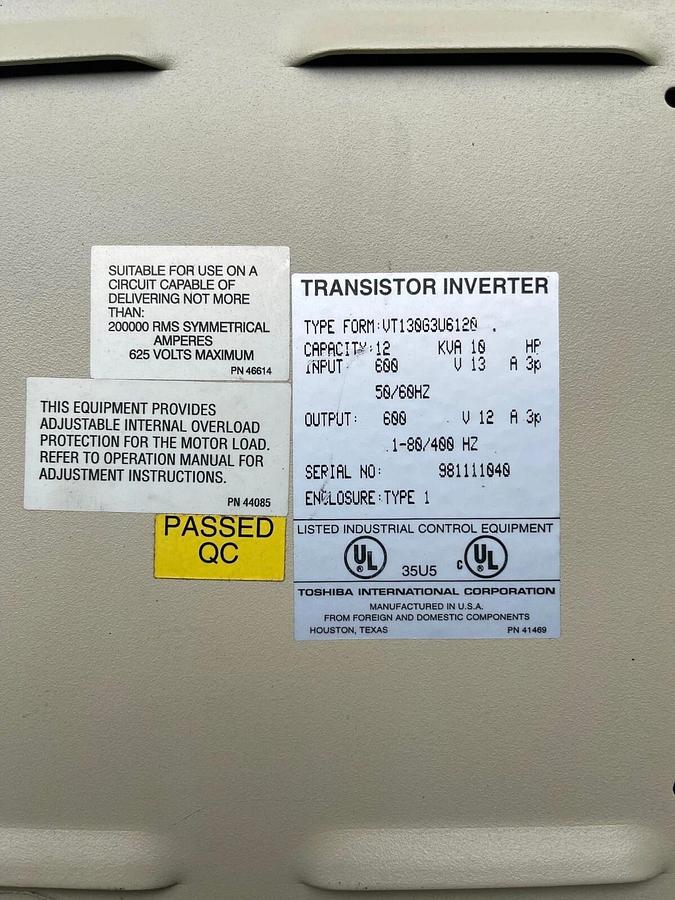 SUITABLE FOR USE ON A
CIRCUIT CAPABLE OF
DELIVERING NOT MORE
THAN:
200000 RMS SYMMETRICAL
AMPERES
625 VOLTS MAXIMUM
PN 46614
THIS EQUIPMENT PROVIDES
ADJUSTABLE INTERNAL OVERLOAD
PROTECTION FOR THE MOTOR LOAD.
REFER TO OPERATION MANUAL FOR
ADJUSTMENT INSTRUCTIONS.
PN 44085
PASSED
QC
TRANSISTOR INVERTER
TYPE FORM:VT130G3U6120 .
CAPACITY:12 KVA 10 HP
INPUT: 600 V 13 A 3p
50/60HZ
OUTPUT: 600 V 12 A 3p
.1-80/400 HZ
SERIAL NO: 981111040
ENCLOSURE:TYPE 1
LISTED INDUSTRIAL CONTROL EQUIPMENT
UL ® 35U5 c UL ®
TOSHIBA INTERNATIONAL CORPORATION
MANUFACTURED IN U.S.A.
FROM FOREIGN AND DOMESTIC COMPONENTS
HOUSTON, TEXAS PN 41469